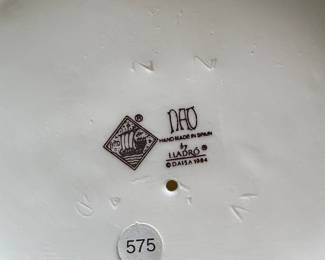 NAO
HAND MADE IN SPAIN
by
LLADRÓ ®
© DAISA 1984
575